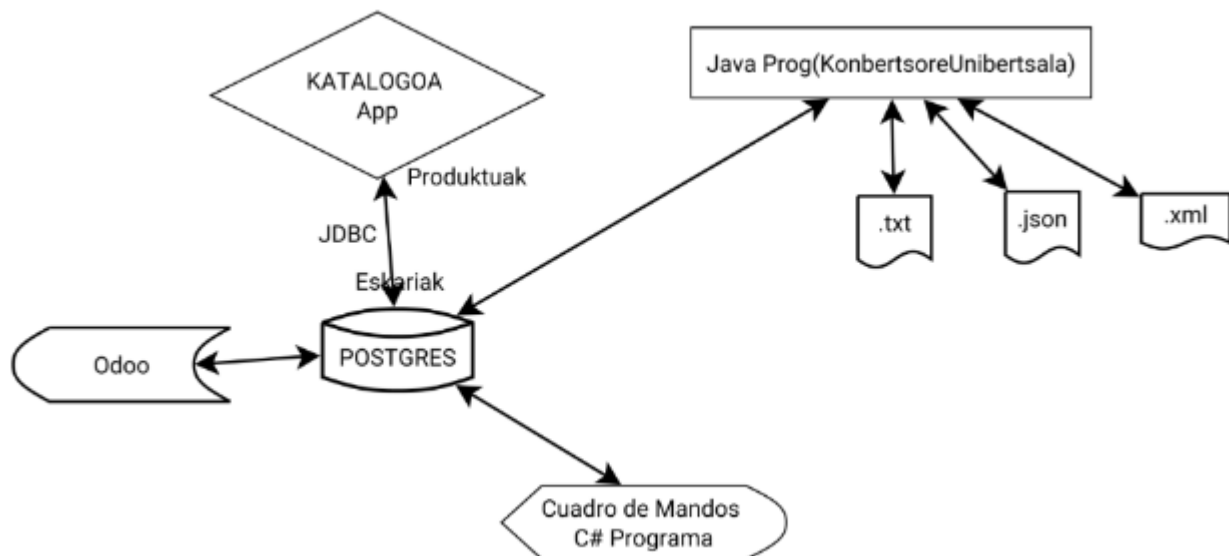 KATALOGOA
App
Java Prog(KonbertsoreUnibertsala)
Produktuak
.txt
.json
.xml
JDBC
Eskariak
Odoo
POSTGRES
Cuadro de Mandos
C# Programa